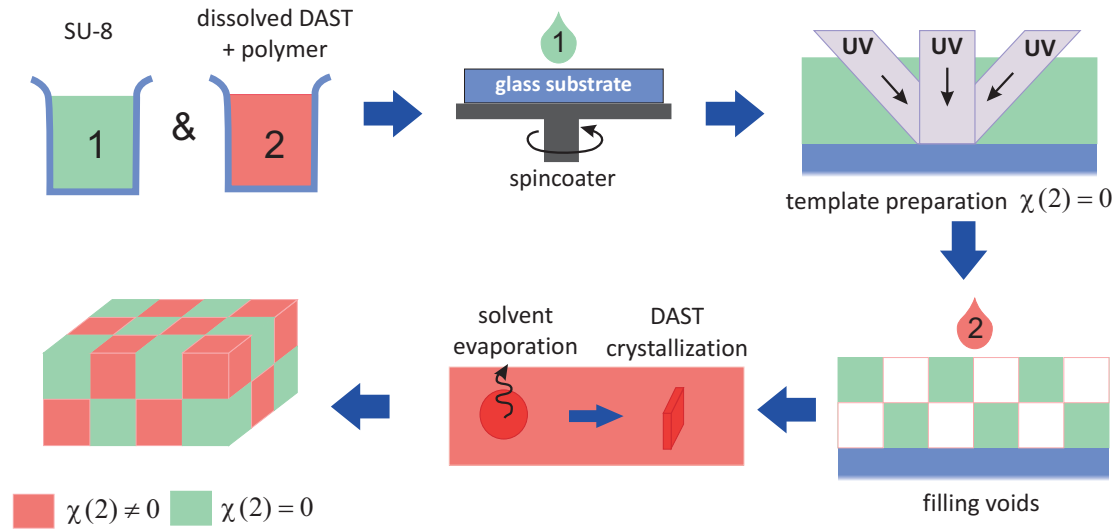 SU-8
dissolved DAST
+ polymer
1
&
2
1
glass substrate
spincoater
UV
UV
UV
template preparation χ(2) = 0
2
filling voids
solvent
evaporation
DAST
crystallization
χ(2) ≠ 0
χ(2) = 0